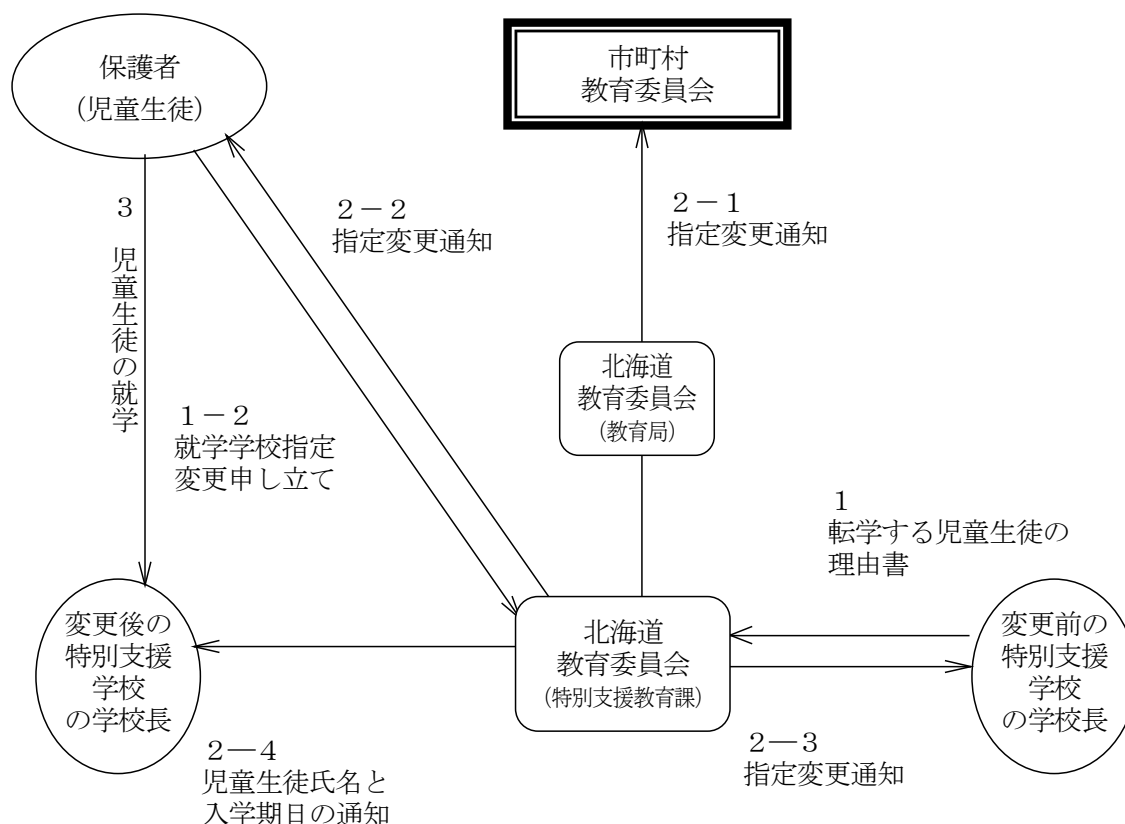 保護者
（児童生徒）
市町村
教育委員会
３
児童生徒の就学
２－２
指定変更通知
２－１
指定変更通知
北海道
教育委員会
（教育局）
１－２
就学学校指定
変更申し立て
１
転学する児童生徒の
理由書
変更後の
特別支援
学校
の学校長
北海道
教育委員会
（特別支援教育課）
変更前の
特別支援
学校
の学校長
２―４
児童生徒氏名と
入学期日の通知
２―３
指定変更通知